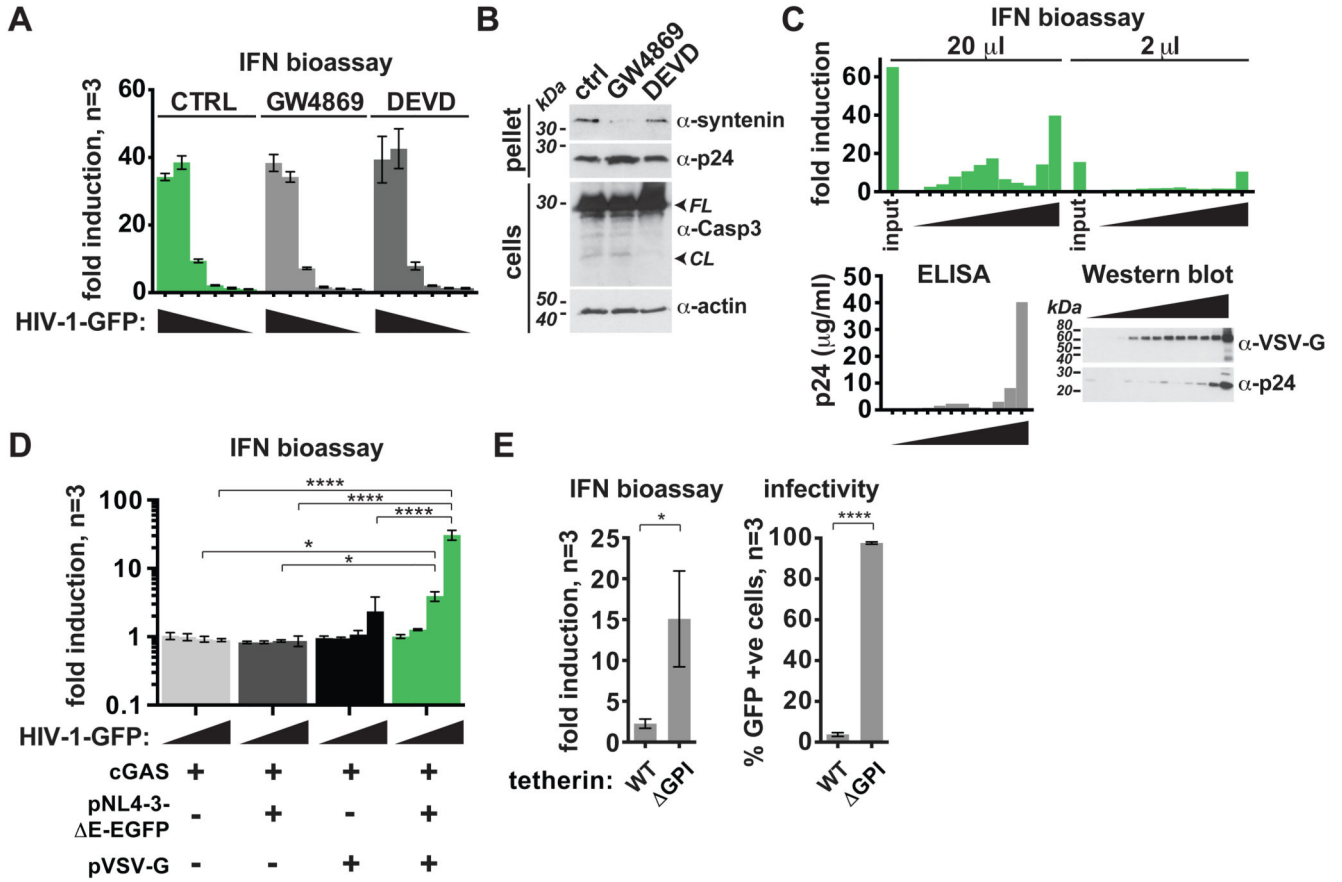 A
IFN bioassay
CTRL GW4869 DEVD
fold induction, n=3
60
40
20
0
HIV-1-GFP:
B
kDa ctrl GW4869 DEVD
pellet
30 α-syntenin
30 α-p24
cells
30 FL
α-Casp3
CL
50 α-actin
40
C
IFN bioassay
20 μl 2 μl
fold induction
60
40
20
0
input input
ELISA
p24 (μg/ml)
50
40
30
20
10
0
Western blot
kDa
80
60 α-VSV-G
50
40
30 α-p24
20
D
IFN bioassay
fold induction, n=3
100
10
1
0.1
****
****
****
*
*
HIV-1-GFP:
cGAS + + + +
pNL4-3- - + - +
ΔE-EGFP
pVSV-G - - + +
E
IFN bioassay
fold induction, n=3
25
20
15
10
5
0
*
tetherin: WT ΔGPI
infectivity
% GFP +ve cells, n=3
100
80
60
40
20
0
****
WT ΔGPI